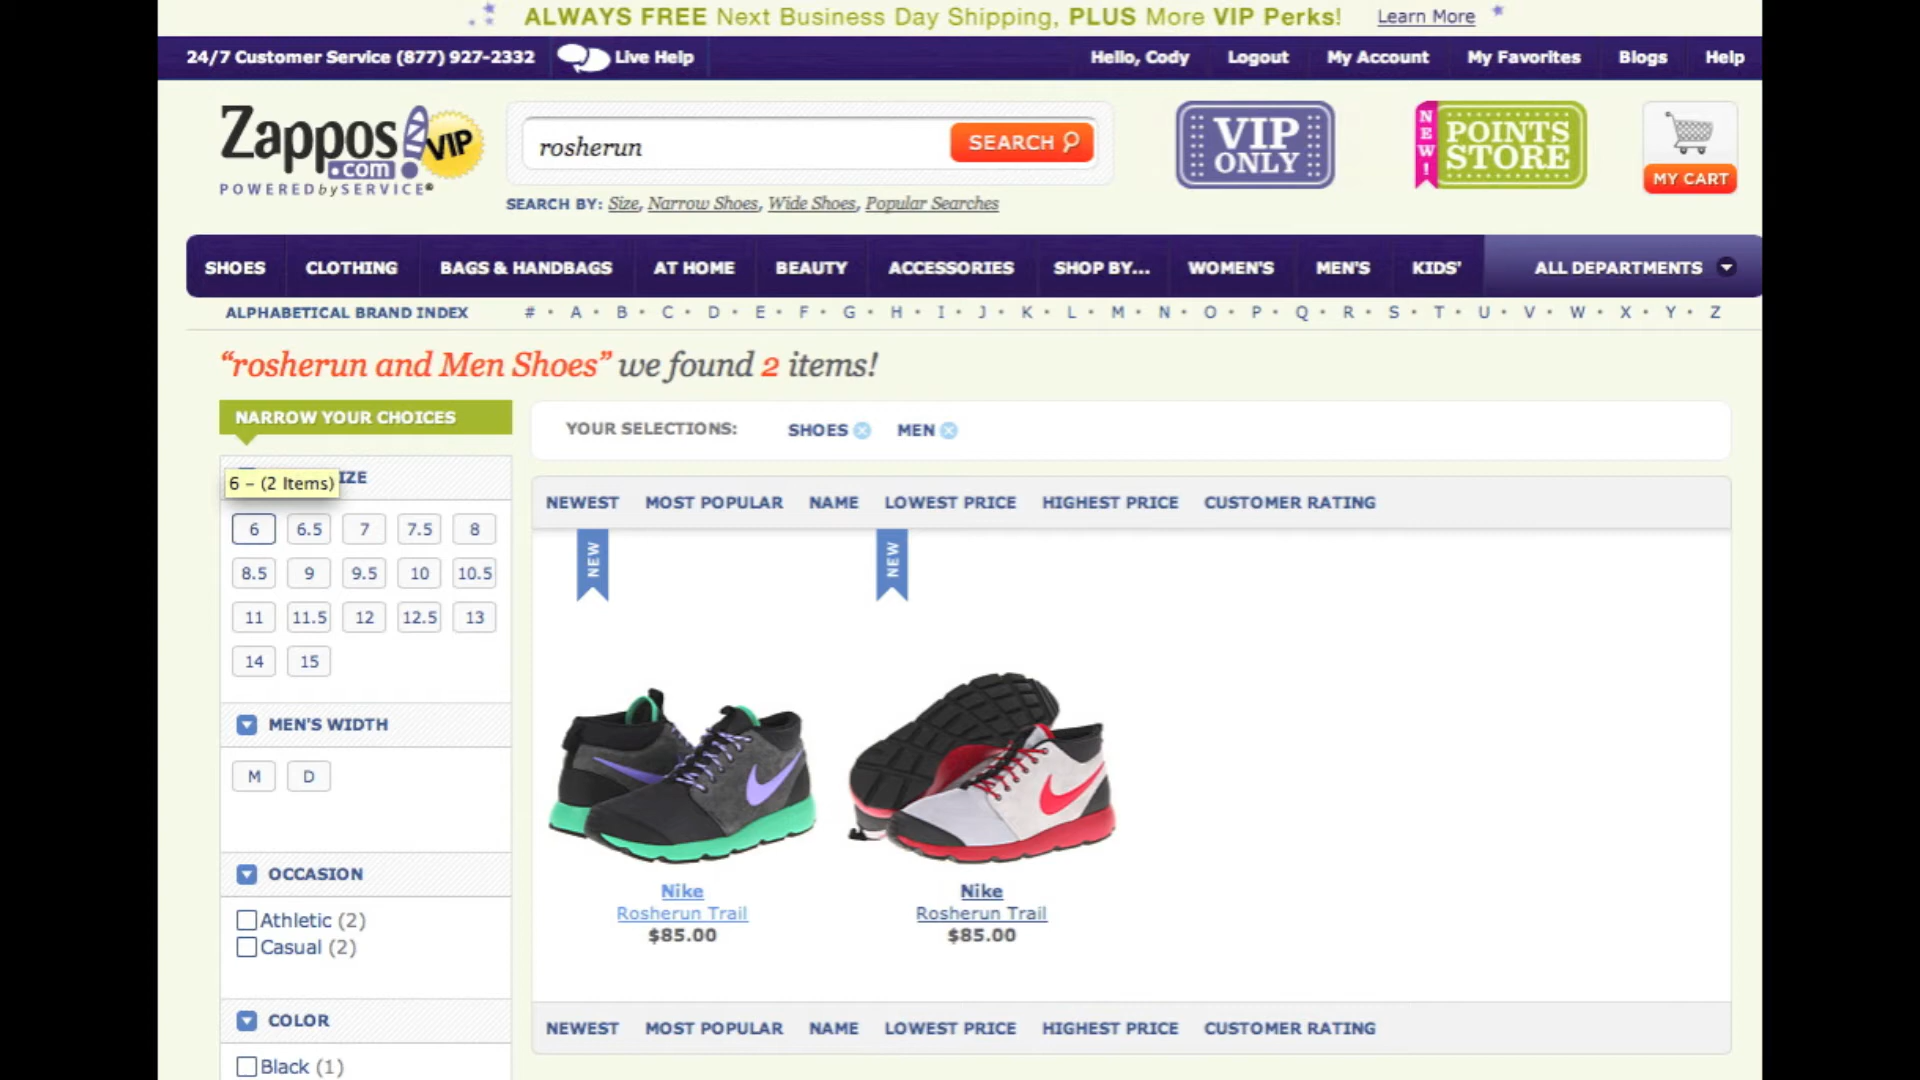 ALWAYS FREE Next Business Day Shipping, PLUS More VIP Perks! Learn More
24/7 Customer Service (877) 927-2332 Live Help Hello, Cody Logout My Account My Favorites Blogs Help
Zappos .com VIP
POWERED by SERVICE®
rosherun SEARCH
VIP ONLY
NEW! POINTS STORE
MY CART
SEARCH BY: Size, Narrow Shoes, Wide Shoes, Popular Searches
SHOES CLOTHING BAGS & HANDBAGS AT HOME BEAUTY ACCESSORIES SHOP BY... WOMEN'S MEN'S KIDS' ALL DEPARTMENTS
ALPHABETICAL BRAND INDEX # • A • B • C • D • E • F • G • H • I • J • K • L • M • N • O • P • Q • R • S • T • U • V • W • X • Y • Z
“rosherun and Men Shoes” we found 2 items!
NARROW YOUR CHOICES
YOUR SELECTIONS: SHOES MEN
6 – (2 Items) IZE
6 6.5 7 7.5 8
8.5 9 9.5 10 10.5
11 11.5 12 12.5 13
14 15
MEN'S WIDTH
M D
OCCASION
Athletic (2)
Casual (2)
COLOR
Black (1)
NEWEST MOST POPULAR NAME LOWEST PRICE HIGHEST PRICE CUSTOMER RATING
NEW NEW
Nike
Rosherun Trail
$85.00
Nike
Rosherun Trail
$85.00
NEWEST MOST POPULAR NAME LOWEST PRICE HIGHEST PRICE CUSTOMER RATING